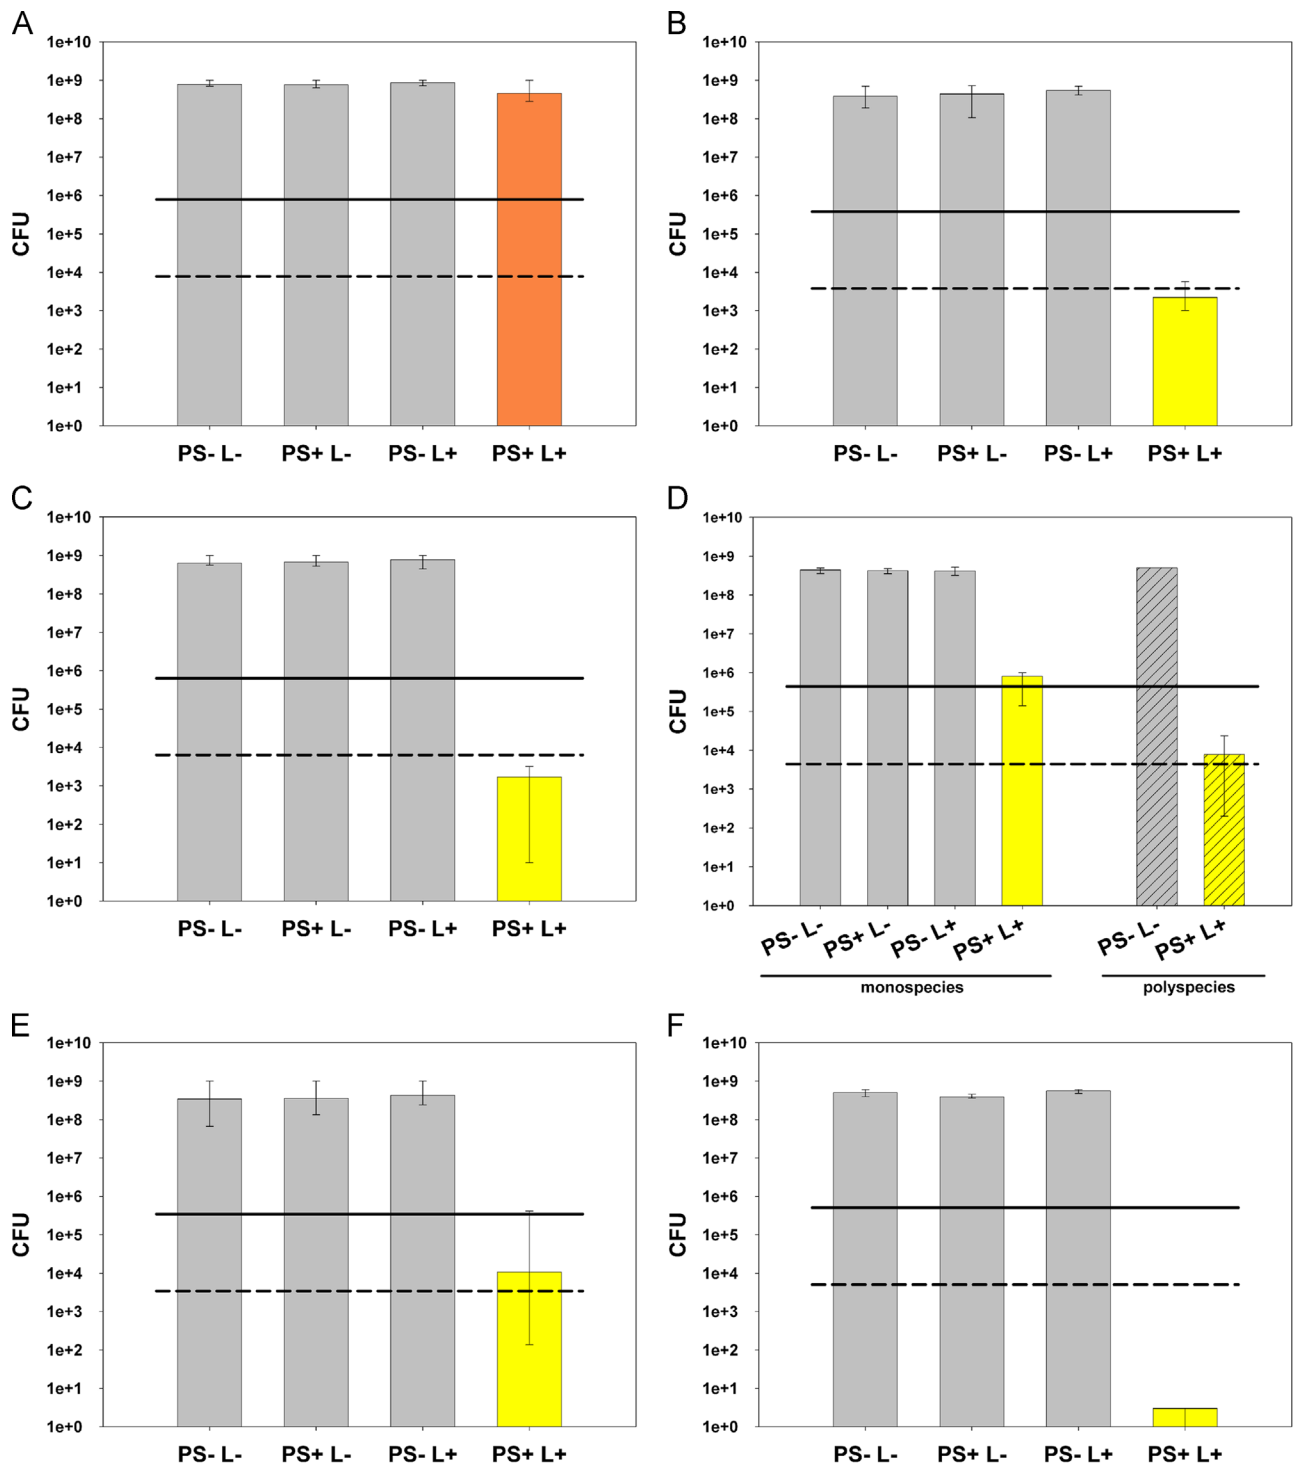 A
CFU
1e+10
1e+9
1e+8
1e+7
1e+6
1e+5
1e+4
1e+3
1e+2
1e+1
1e+0
PS- L- PS+ L- PS- L+ PS+ L+
B
CFU
1e+10
1e+9
1e+8
1e+7
1e+6
1e+5
1e+4
1e+3
1e+2
1e+1
1e+0
PS- L- PS+ L- PS- L+ PS+ L+
C
CFU
1e+10
1e+9
1e+8
1e+7
1e+6
1e+5
1e+4
1e+3
1e+2
1e+1
1e+0
PS- L- PS+ L- PS- L+ PS+ L+
D
CFU
1e+10
1e+9
1e+8
1e+7
1e+6
1e+5
1e+4
1e+3
1e+2
1e+1
1e+0
PS- L- PS+ L- PS- L+ PS+ L+ PS- L- PS+ L+
monospecies polyspecies
E
CFU
1e+10
1e+9
1e+8
1e+7
1e+6
1e+5
1e+4
1e+3
1e+2
1e+1
1e+0
PS- L- PS+ L- PS- L+ PS+ L+
F
CFU
1e+10
1e+9
1e+8
1e+7
1e+6
1e+5
1e+4
1e+3
1e+2
1e+1
1e+0
PS- L- PS+ L- PS- L+ PS+ L+